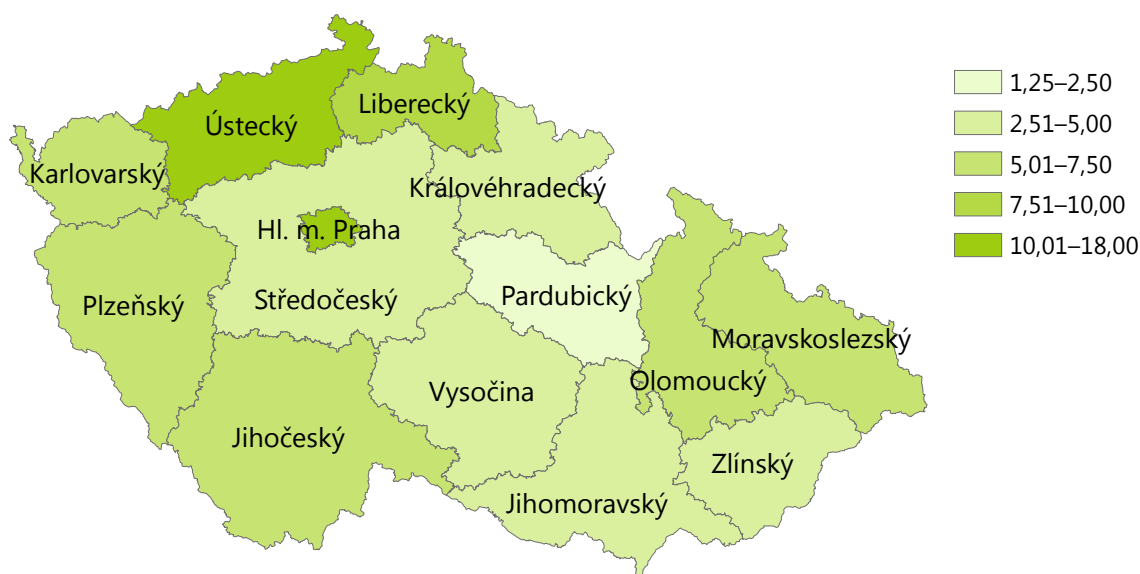 Ústecký
Liberecký
Karlovarský
Královéhradecký
Hl. m. Praha
Plzeňský
Středočeský
Pardubický
Moravskoslezský
Olomoucký
Vysočina
Jihočeský
Zlínský
Jihomoravský
1,25–2,50
2,51–5,00
5,01–7,50
7,51–10,00
10,01–18,00